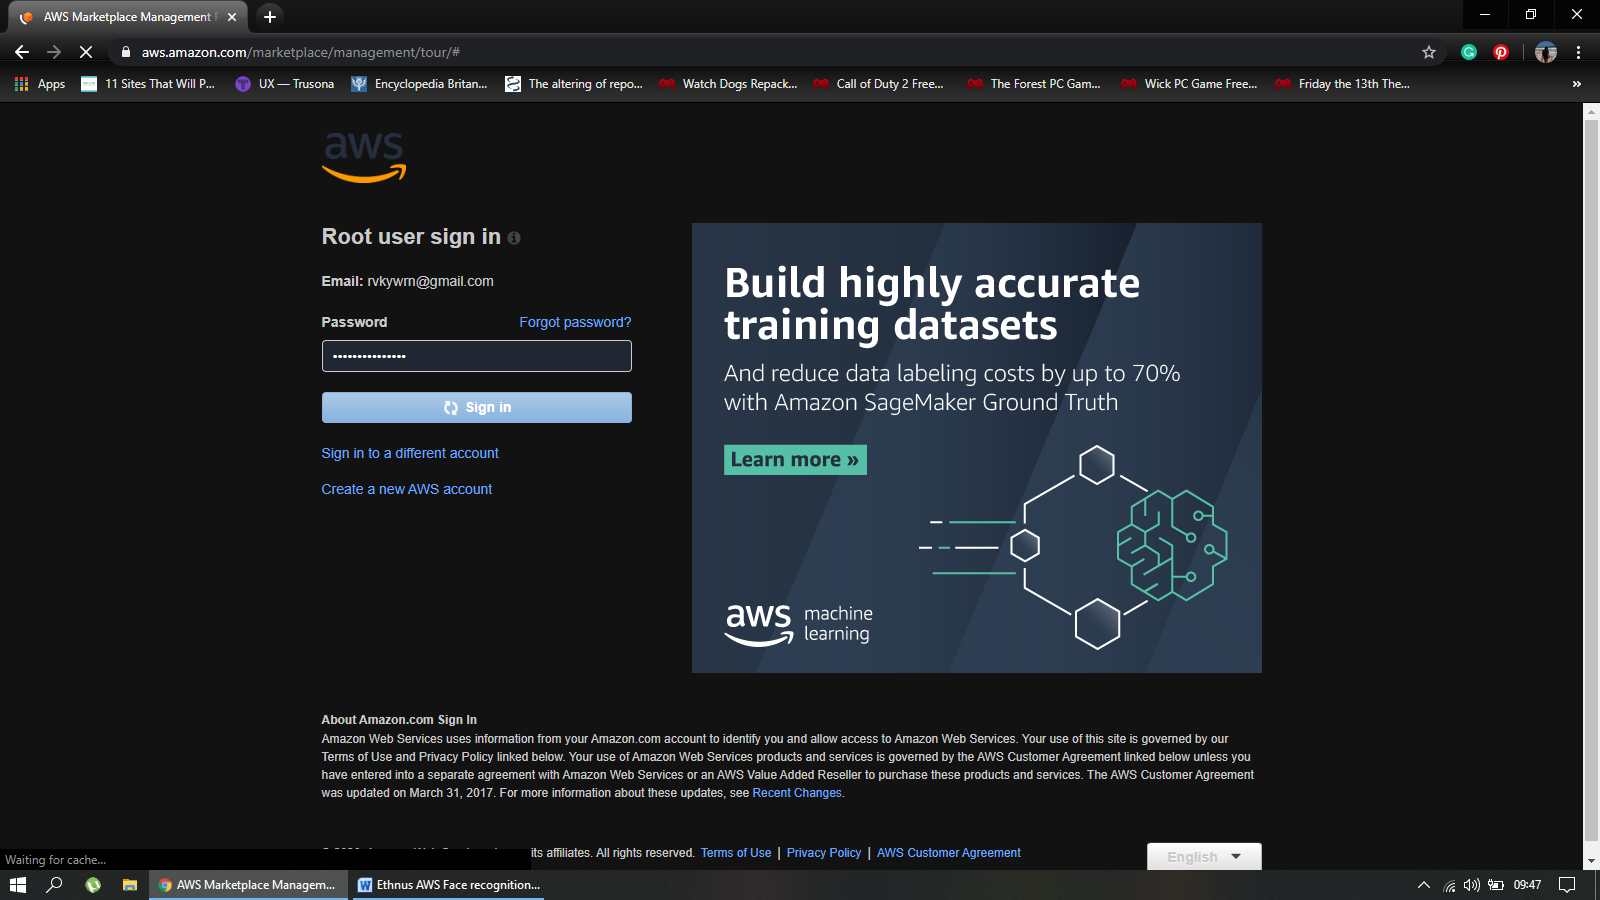 AWS Marketplace Management
aws.amazon.com/marketplace/management/tour/#
Apps
11 Sites That Will P...
UX — Trusona
Encyclopedia Britan...
The altering of repo...
Watch Dogs Repack...
Call of Duty 2 Free...
The Forest PC Gam...
Wick PC Game Free...
Friday the 13th The...
»
aws
Root user sign in
Email: rvkywrn@gmail.com
Password
Forgot password?
Sign in
Sign in to a different account
Create a new AWS account
Build highly accurate
training datasets
And reduce data labeling costs by up to 70%
with Amazon SageMaker Ground Truth
Learn more »
aws machine
learning
About Amazon.com Sign In
Amazon Web Services uses information from your Amazon.com account to identify you and allow access to Amazon Web Services. Your use of this site is governed by our
Terms of Use and Privacy Policy linked below. Your use of Amazon Web Services products and services is governed by the AWS Customer Agreement linked below unless you
have entered into a separate agreement with Amazon Web Services or an AWS Value Added Reseller to purchase these products and services. The AWS Customer Agreement
was updated on March 31, 2017. For more information about these updates, see Recent Changes.
its affiliates. All rights reserved. Terms of Use | Privacy Policy | AWS Customer Agreement
English
Waiting for cache...
AWS Marketplace Managem...
Ethnus AWS Face recognition...
09:47